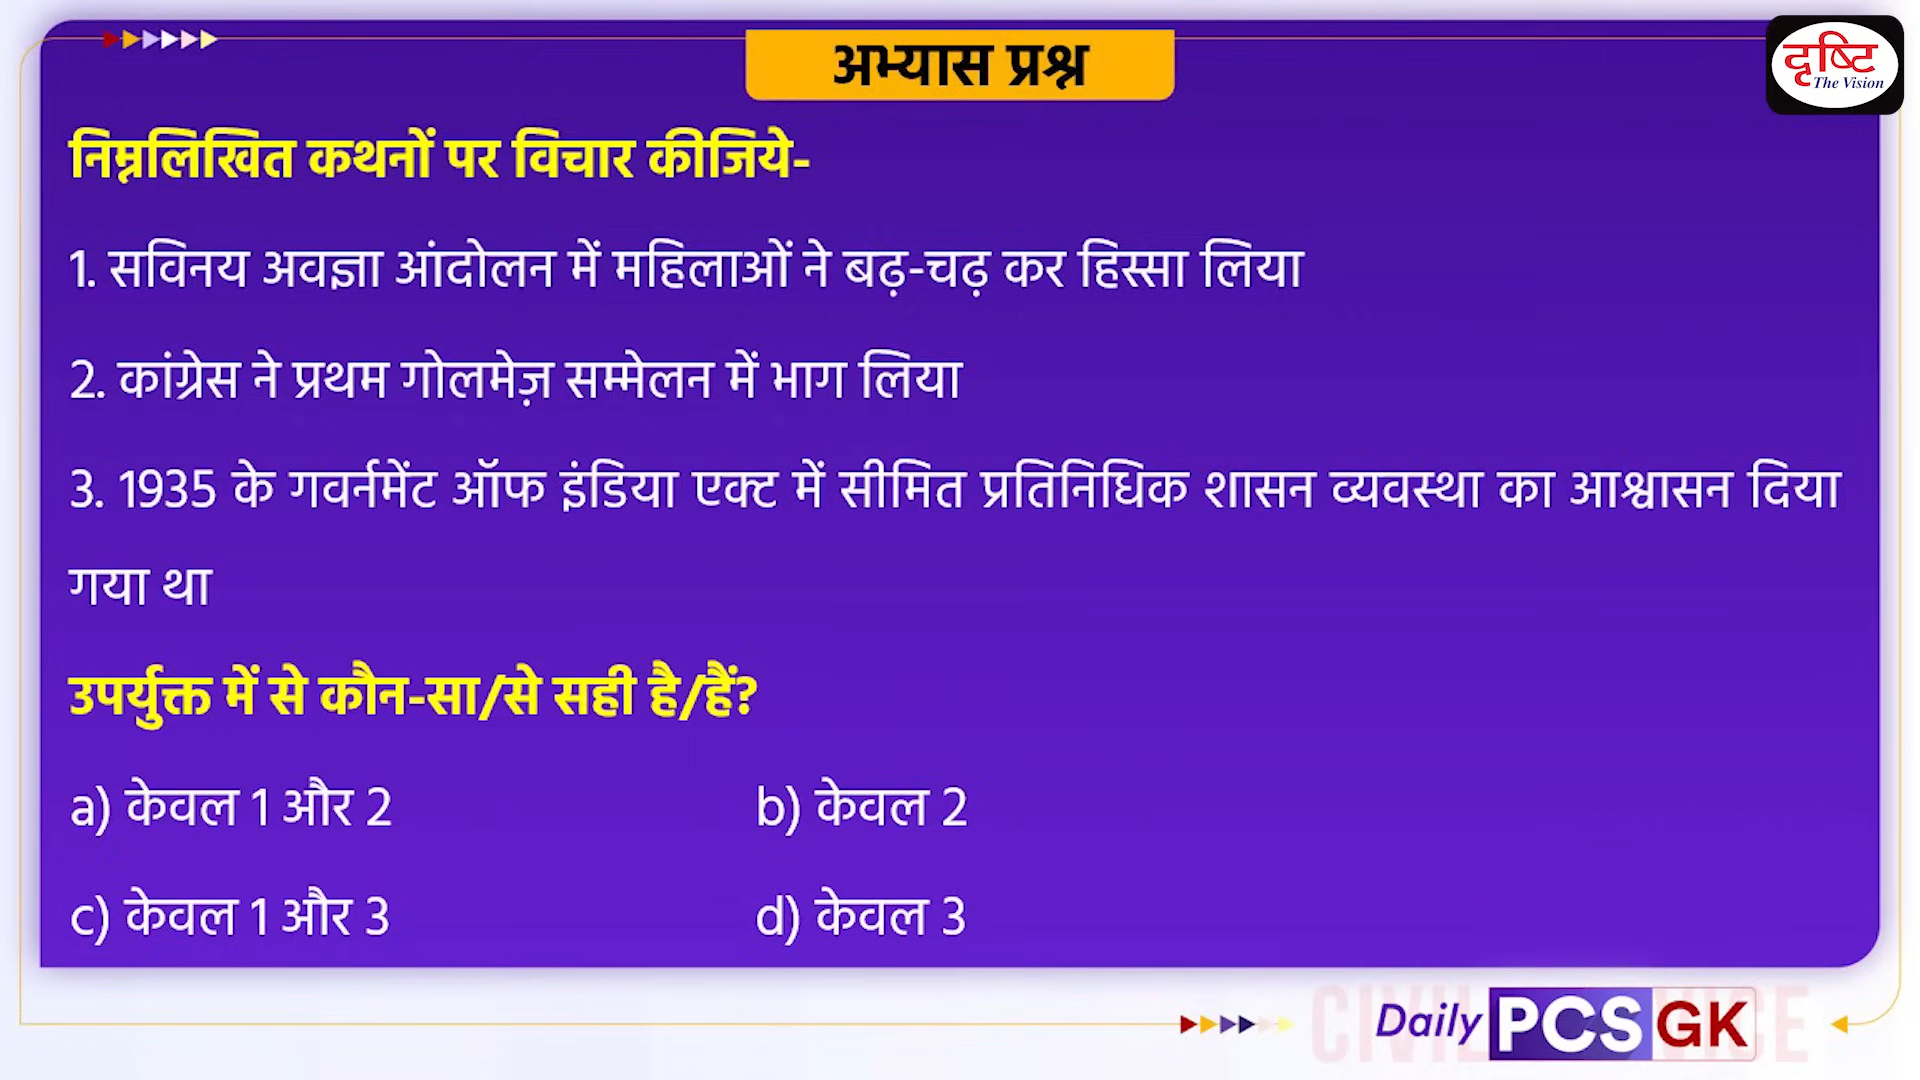 अभ्यास प्रश्न
दृष्टि
The Vision
निम्नलिखित कथनों पर विचार कीजिये-
1. सविनय अवज्ञा आंदोलन में महिलाओं ने बढ़-चढ़ कर हिस्सा लिया
2. कांग्रेस ने प्रथम गोलमेज़ सम्मेलन में भाग लिया
3. 1935 के गवर्नमेंट ऑफ इंडिया एक्ट में सीमित प्रतिनिधिक शासन व्यवस्था का आश्वासन दिया
गया था
उपर्युक्त में से कौन-सा/से सही है/हैं?
a) केवल 1 और 2 b) केवल 2
c) केवल 1 और 3 d) केवल 3
Daily PCS GK